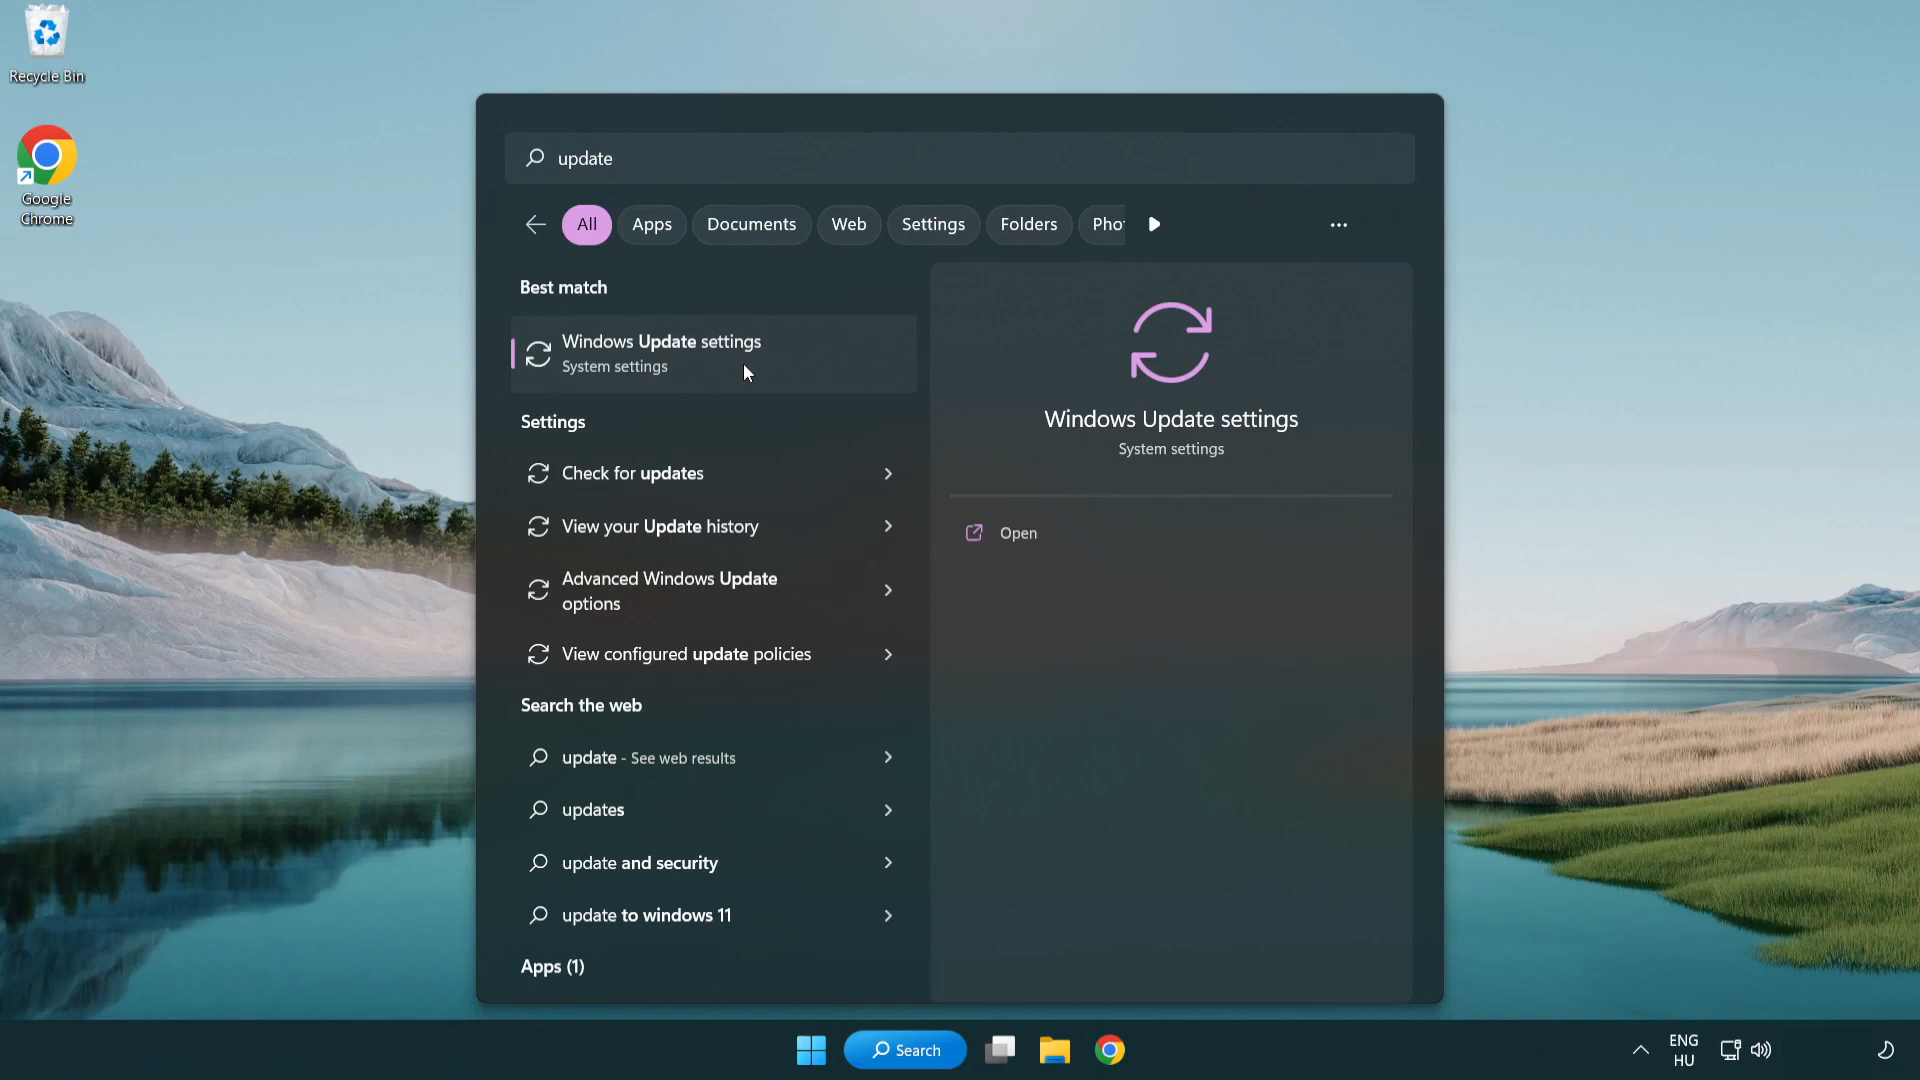 Recycle Bin
Google
Chrome
update
All
Apps
Documents
Web
Settings
Folders
Best match
Windows Update settings
System settings
Settings
Check for updates
View your Update history
Advanced Windows Update
options
View configured update policies
Search the web
update - See web results
updates
update and security
update to windows 11
Apps (1)
Windows Update settings
System settings
Open
Search
ENG
HU